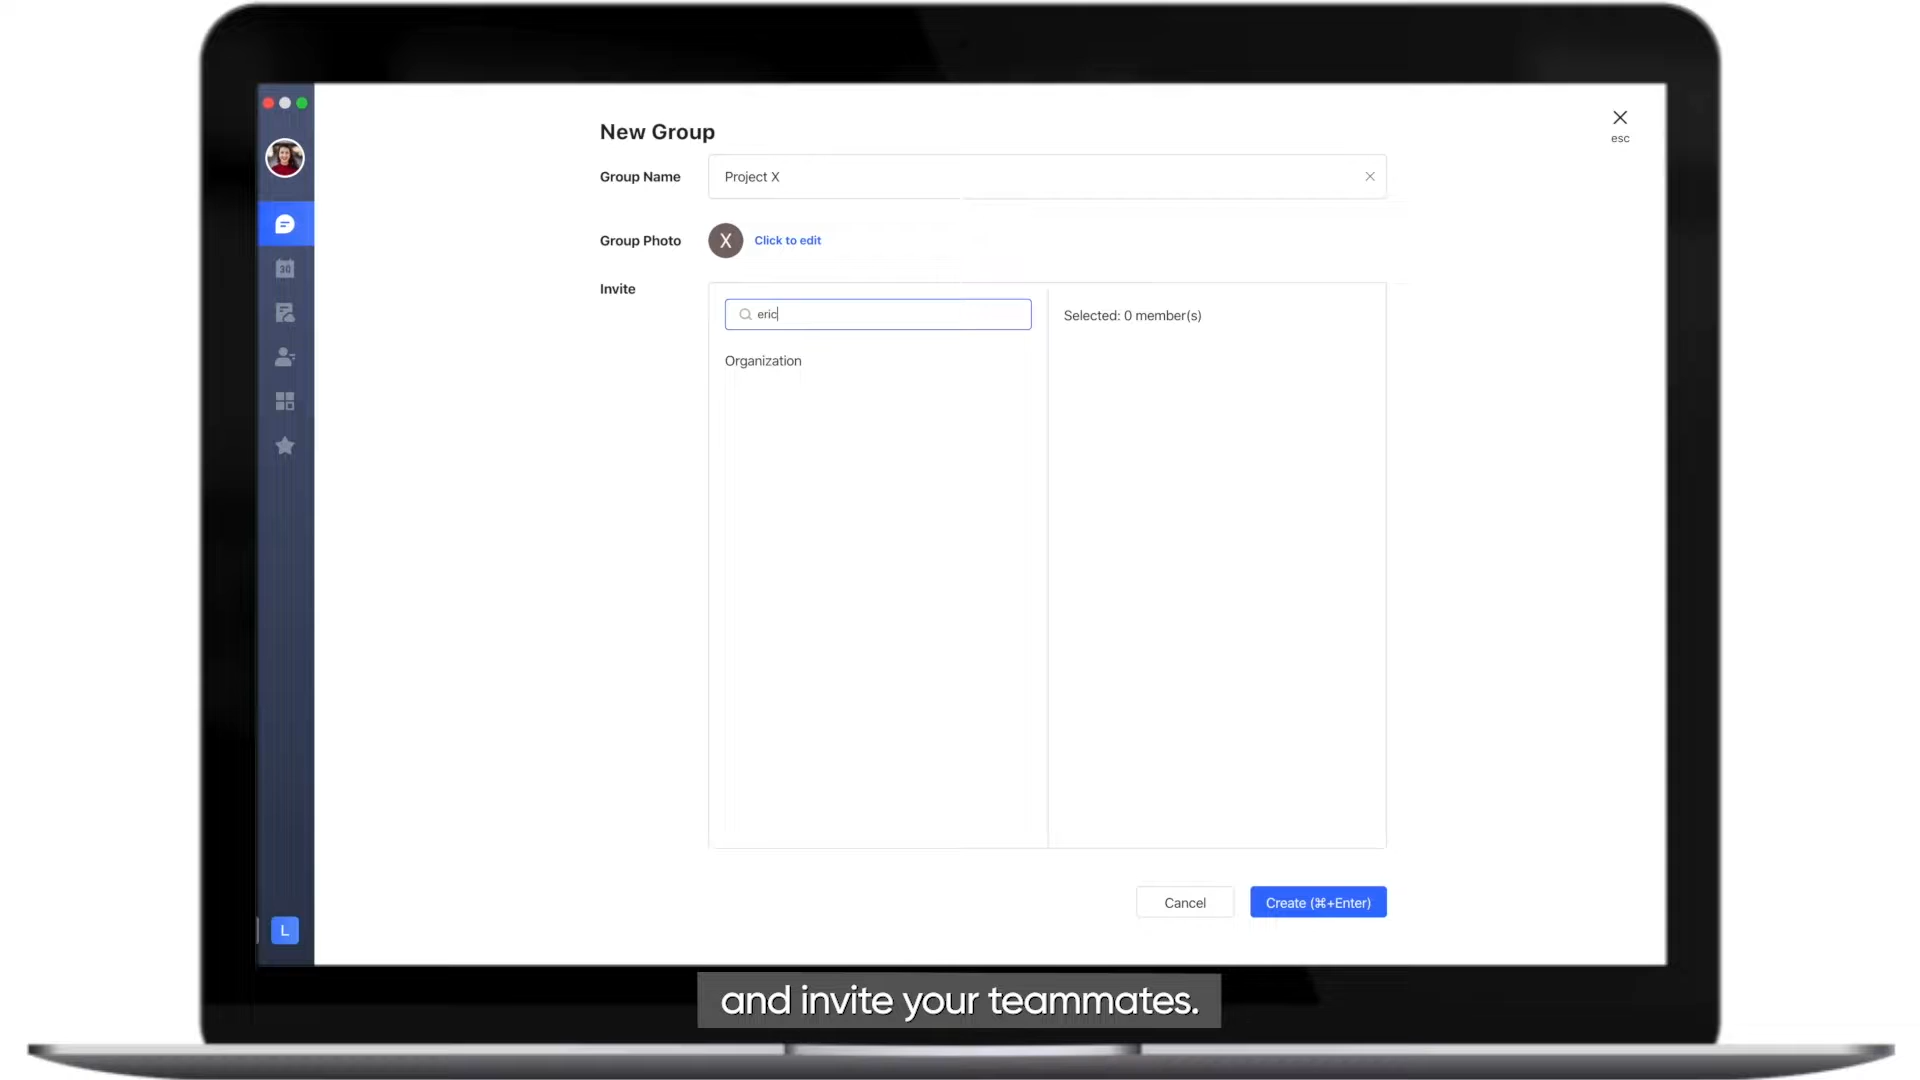 New Group
esc
Group Name
Project X
Group Photo
X
Click to edit
Invite
eric
Selected: 0 member(s)
Organization
30
L
Cancel
Create (⌘+Enter)
and invite your teammates.